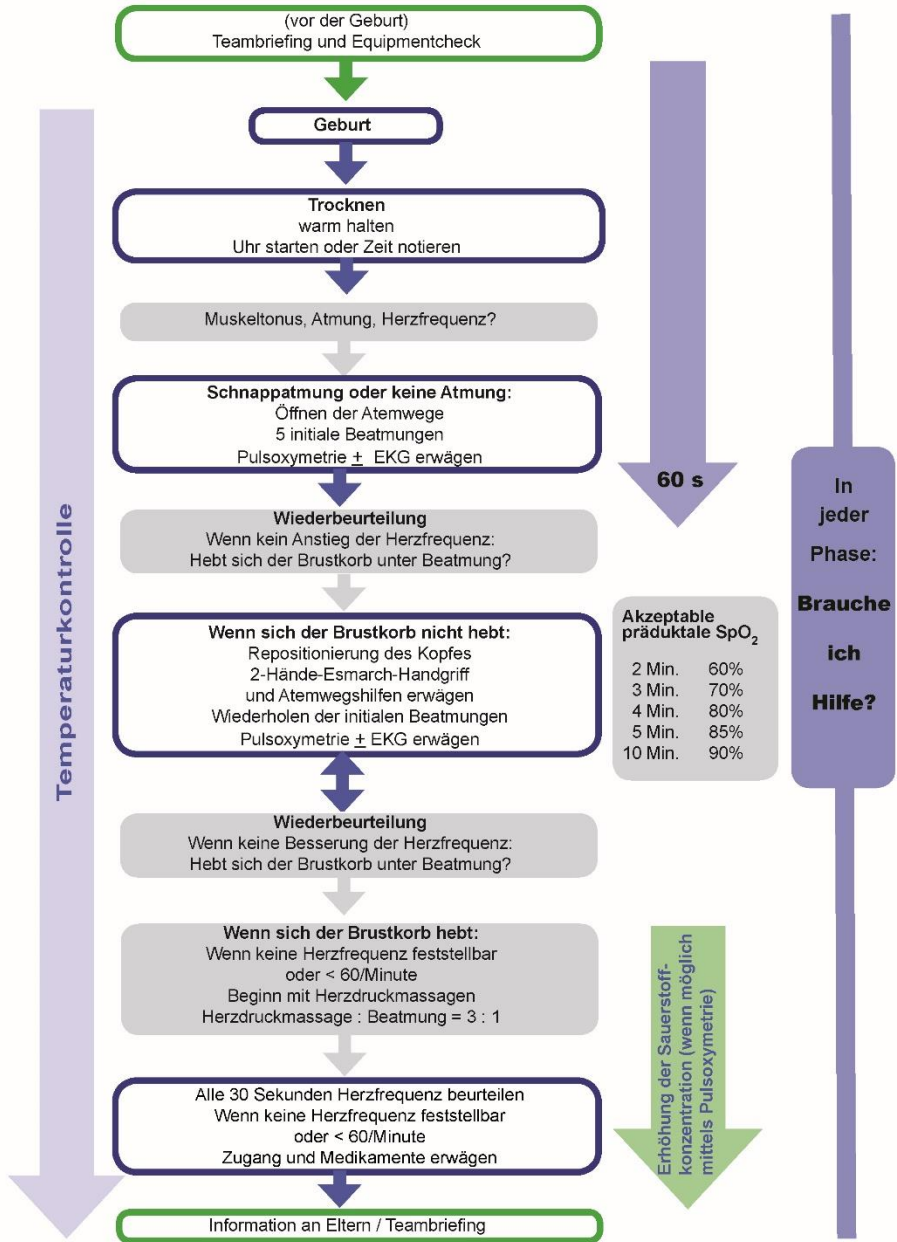 (vor der Geburt)
Teambriefing und Equipmentcheck
Geburt
Trocknen
warm halten
Uhr starten oder Zeit notieren
Muskeltonus, Atmung, Herzfrequenz?
Schnappatmung oder keine Atmung:
Öffnen der Atemwege
5 initiale Beatmungen
Pulsoxymetrie ± EKG erwägen
60 s
Wiederbeurteilung
Wenn kein Anstieg der Herzfrequenz:
Hebt sich der Brustkorb unter Beatmung?
Wenn sich der Brustkorb nicht hebt:
Repositionierung des Kopfes
2-Hände-Esmarch-Handgriff
und Atemwegshilfen erwägen
Wiederholen der initialen Beatmungen
Pulsoxymetrie ± EKG erwägen
Akzeptable
präduktale SpO₂
2 Min. 60%
3 Min. 70%
4 Min. 80%
5 Min. 85%
10 Min. 90%
In
jeder
Phase:
Brauche
ich
Hilfe?
Temperaturkontrolle
Wiederbeurteilung
Wenn keine Besserung der Herzfrequenz:
Hebt sich der Brustkorb unter Beatmung?
Wenn sich der Brustkorb hebt:
Wenn keine Herzfrequenz feststellbar
oder < 60/Minute
Beginn mit Herzdruckmassagen
Herzdruckmassage : Beatmung = 3 : 1
Alle 30 Sekunden Herzfrequenz beurteilen
Wenn keine Herzfrequenz feststellbar
oder < 60/Minute
Zugang und Medikamente erwägen
Erhöhung der Sauerstoff-
konzentration (wenn möglich
mittels Pulsoxymetrie)
Information an Eltern / Teambriefing